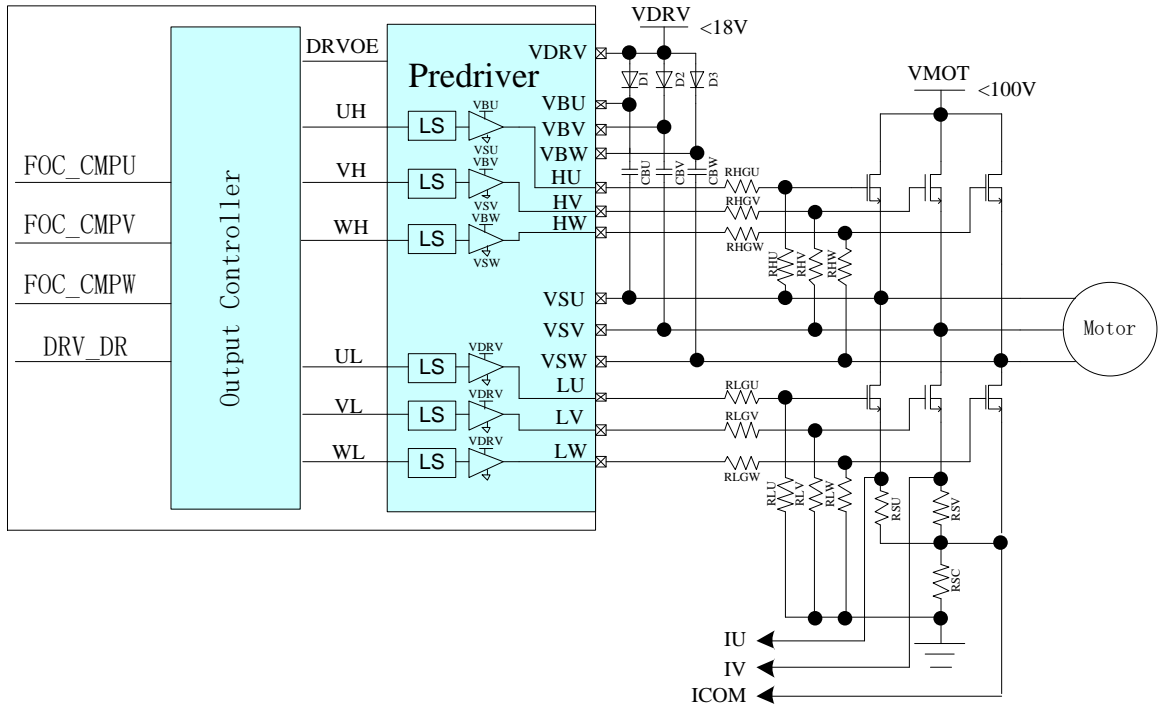 FOC_CMPU
FOC_CMPV
FOC_CMPW
DRV_DR
Output Controller
DRVOE
UH
VH
WH
UL
VL
WL
Predriver
LS
VBU
VSU
LS
VBV
VSV
LS
VBW
VSW
LS
VDRV
LS
VDRV
LS
VDRV
VDRV
VBU
VBV
VBW
HU
HV
HW
VSU
VSV
VSW
LU
LV
LW
VDRV
<18V
D1
D2
D3
CBU
CBV
CBW
RHGU
RHGV
RHGW
RHU
RHV
RHW
VMOT
<100V
Motor
RLGU
RLGV
RLGW
RLU
RLV
RLW
RSU
RSV
RSC
IU
IV
ICOM